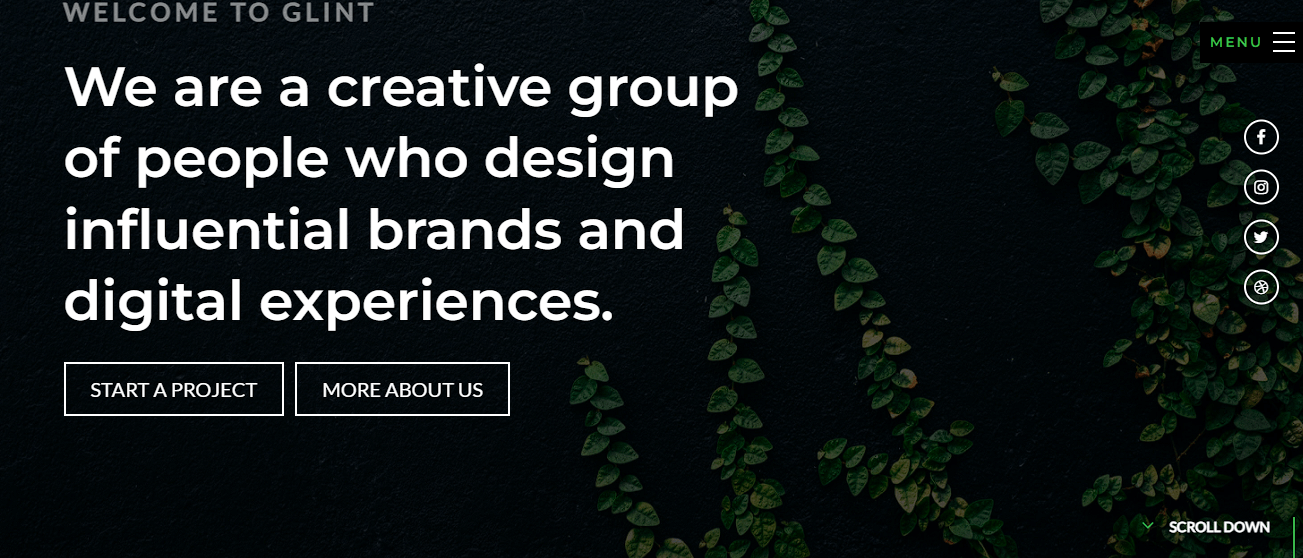 WELCOME TO GLINT
MENU
We are a creative group
of people who design
influential brands and
digital experiences.
START A PROJECT
MORE ABOUT US
SCROLL DOWN